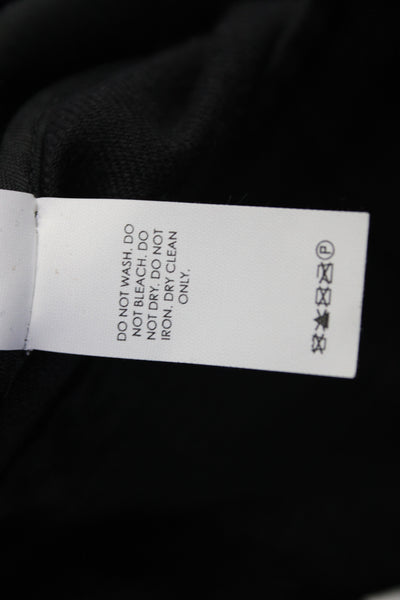 DO NOT WASH. DO
NOT BLEACH. DO
NOT DRY. DO NOT
IRON. DRY CLEAN
ONLY.
P